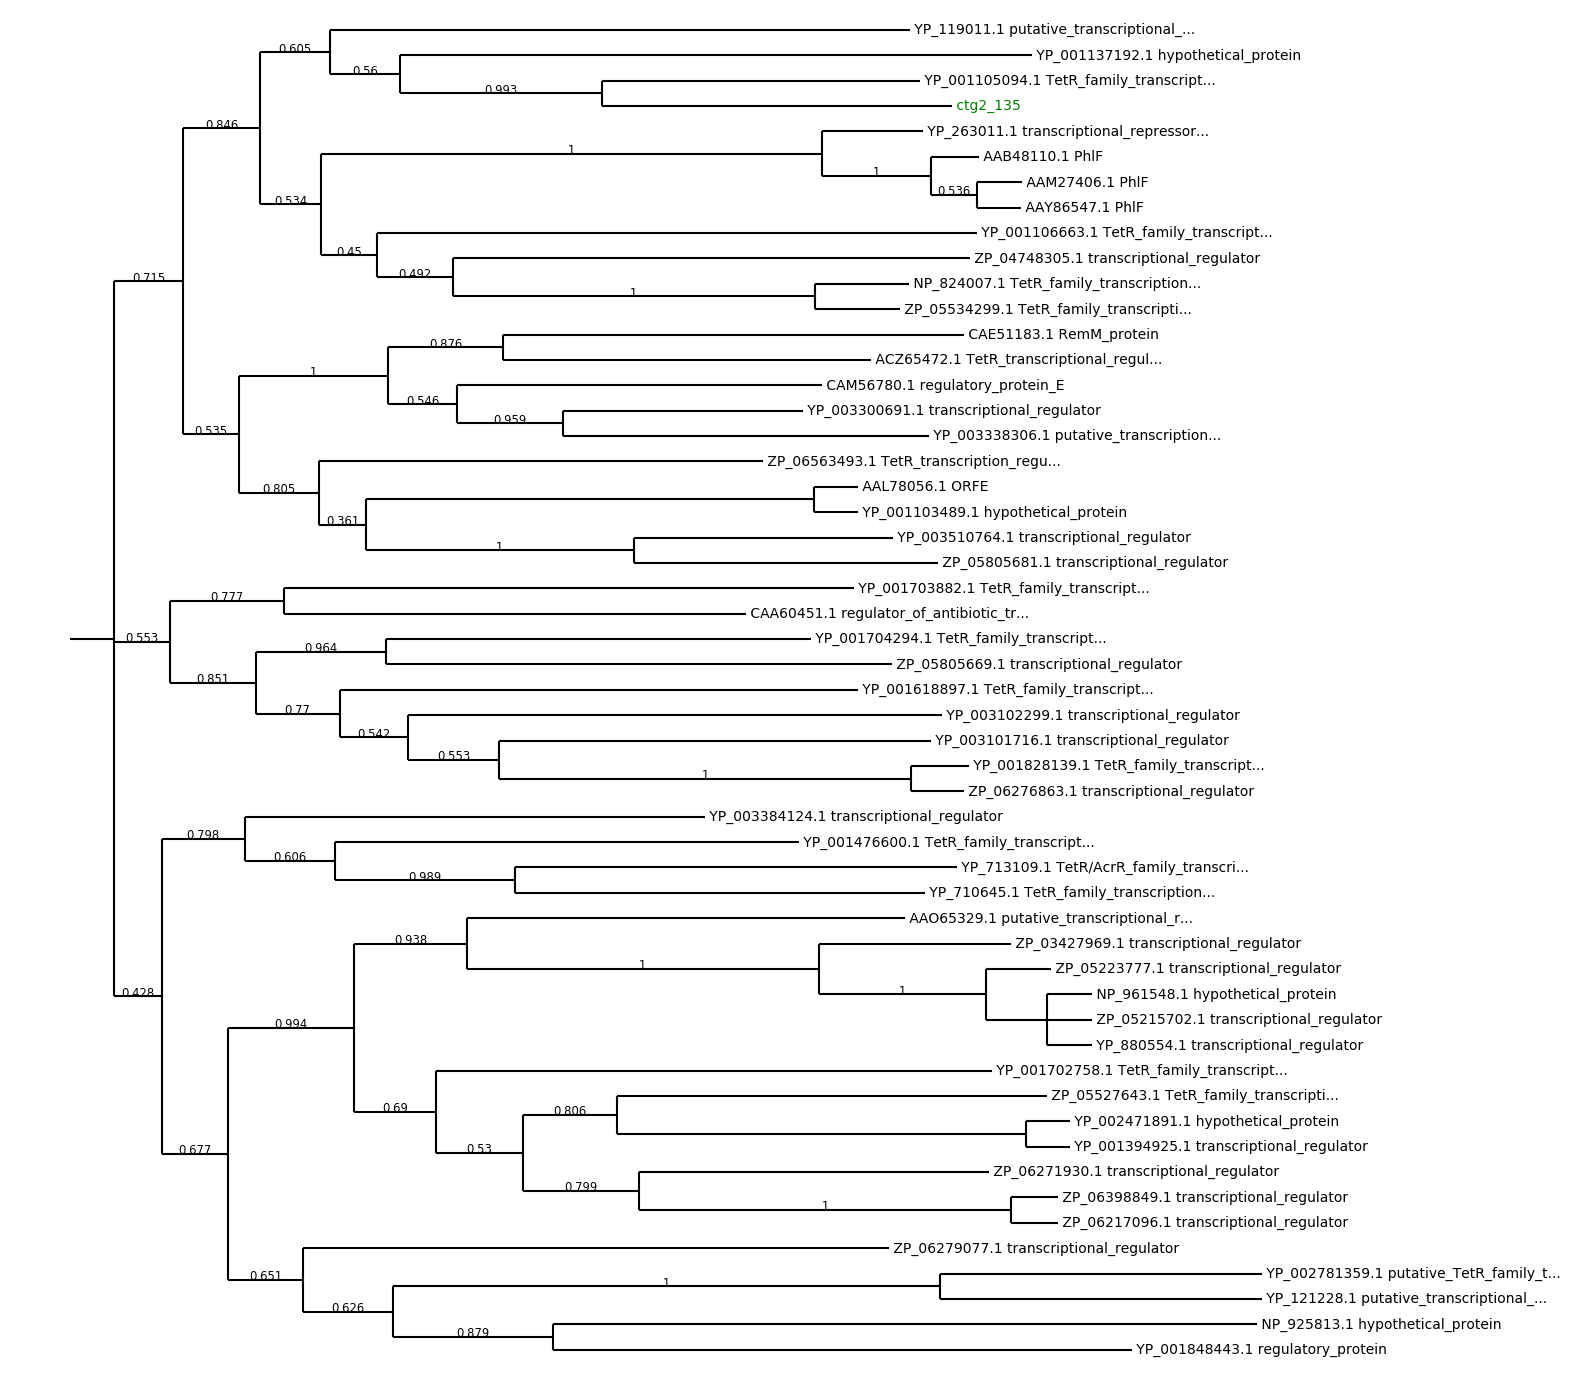 YP_119011.1 putative_transcriptional_...
0.605
YP_001137192.1 hypothetical_protein
0.56
YP_001105094.1 TetR_family_transcript...
0.993
ctg2_135
0.846
YP_263011.1 transcriptional_repressor...
1
AAB48110.1 PhlF
1
AAM27406.1 PhlF
0.536
AAY86547.1 PhlF
0.534
YP_001106663.1 TetR_family_transcript...
0.45
ZP_04748305.1 transcriptional_regulator
0.492
NP_824007.1 TetR_family_transcription...
1
ZP_05534299.1 TetR_family_transcripti...
0.715
CAE51183.1 RemM_protein
0.876
ACZ65472.1 TetR_transcriptional_regul...
1
CAM56780.1 regulatory_protein_E
0.546
YP_003300691.1 transcriptional_regulator
0.959
YP_003338306.1 putative_transcription...
0.535
ZP_06563493.1 TetR_transcription_regu...
0.805
AAL78056.1 ORFE
YP_001103489.1 hypothetical_protein
0.361
YP_003510764.1 transcriptional_regulator
1
ZP_05805681.1 transcriptional_regulator
YP_001703882.1 TetR_family_transcript...
0.777
CAA60451.1 regulator_of_antibiotic_tr...
0.553
YP_001704294.1 TetR_family_transcript...
0.964
ZP_05805669.1 transcriptional_regulator
0.851
YP_001618897.1 TetR_family_transcript...
0.77
YP_003102299.1 transcriptional_regulator
0.542
YP_003101716.1 transcriptional_regulator
0.553
YP_001828139.1 TetR_family_transcript...
1
ZP_06276863.1 transcriptional_regulator
YP_003384124.1 transcriptional_regulator
0.798
YP_001476600.1 TetR_family_transcript...
0.606
YP_713109.1 TetR/AcrR_family_transcri...
0.989
YP_710645.1 TetR_family_transcription...
AAO65329.1 putative_transcriptional_r...
0.938
ZP_03427969.1 transcriptional_regulator
1
ZP_05223777.1 transcriptional_regulator
1
NP_961548.1 hypothetical_protein
0.428
ZP_05215702.1 transcriptional_regulator
0.994
YP_880554.1 transcriptional_regulator
YP_001702758.1 TetR_family_transcript...
0.69
ZP_05527643.1 TetR_family_transcripti...
0.806
YP_002471891.1 hypothetical_protein
YP_001394925.1 transcriptional_regulator
0.677
0.53
ZP_06271930.1 transcriptional_regulator
0.799
ZP_06398849.1 transcriptional_regulator
1
ZP_06217096.1 transcriptional_regulator
ZP_06279077.1 transcriptional_regulator
0.651
YP_002781359.1 putative_TetR_family_t...
1
YP_121228.1 putative_transcriptional_...
0.626
NP_925813.1 hypothetical_protein
0.879
YP_001848443.1 regulatory_protein